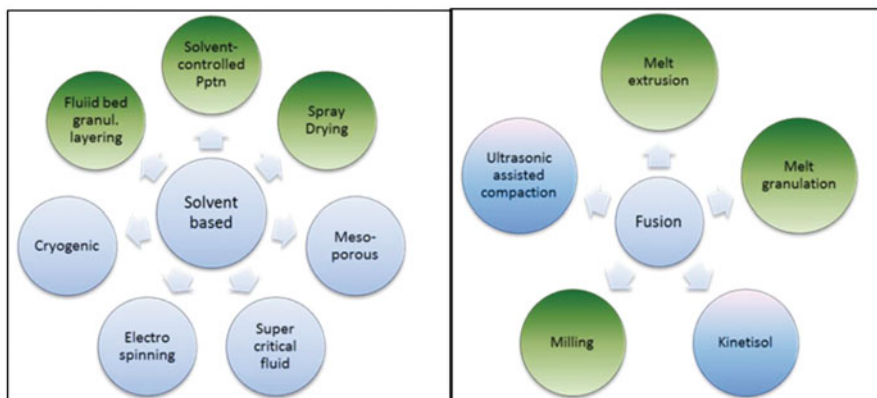 Solvent-
controlled
Pptn
Fluiid bed
granul.
layering
Spray
Drying
Solvent
based
Cryogenic
Meso-
porous
Electro
spinning
Super
critical
fluid
Melt
extrusion
Ultrasonic
assisted
compaction
Melt
granulation
Fusion
Milling
Kinetisol